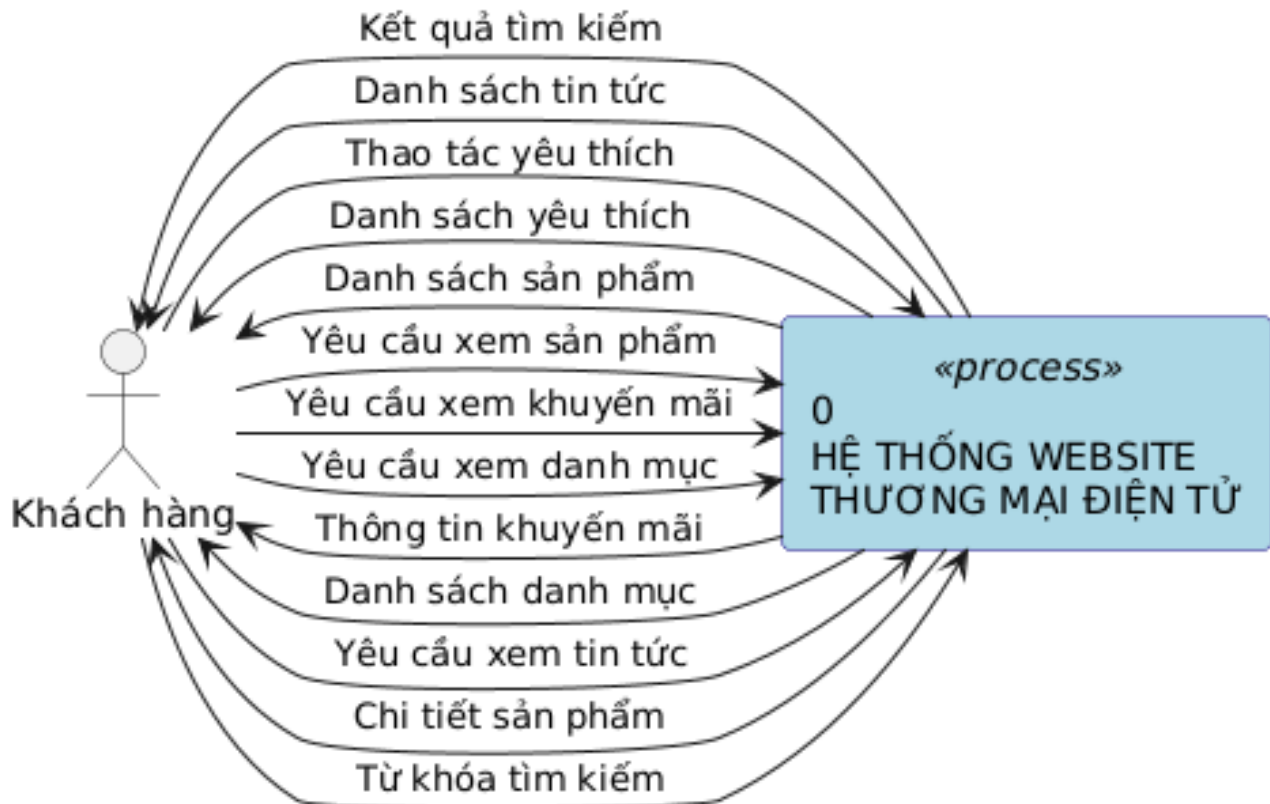 Kết quả tìm kiếm
Danh sách tin tức
Thao tác yêu thích
Danh sách yêu thích
Danh sách sản phẩm
Yêu cầu xem sản phẩm
Yêu cầu xem khuyến mãi
Yêu cầu xem danh mục
Thông tin khuyến mãi
Danh sách danh mục
Yêu cầu xem tin tức
Chi tiết sản phẩm
Từ khóa tìm kiếm
Khách hàng
«process»
0
HỆ THỐNG WEBSITE
THƯƠNG MẠI ĐIỆN TỬ